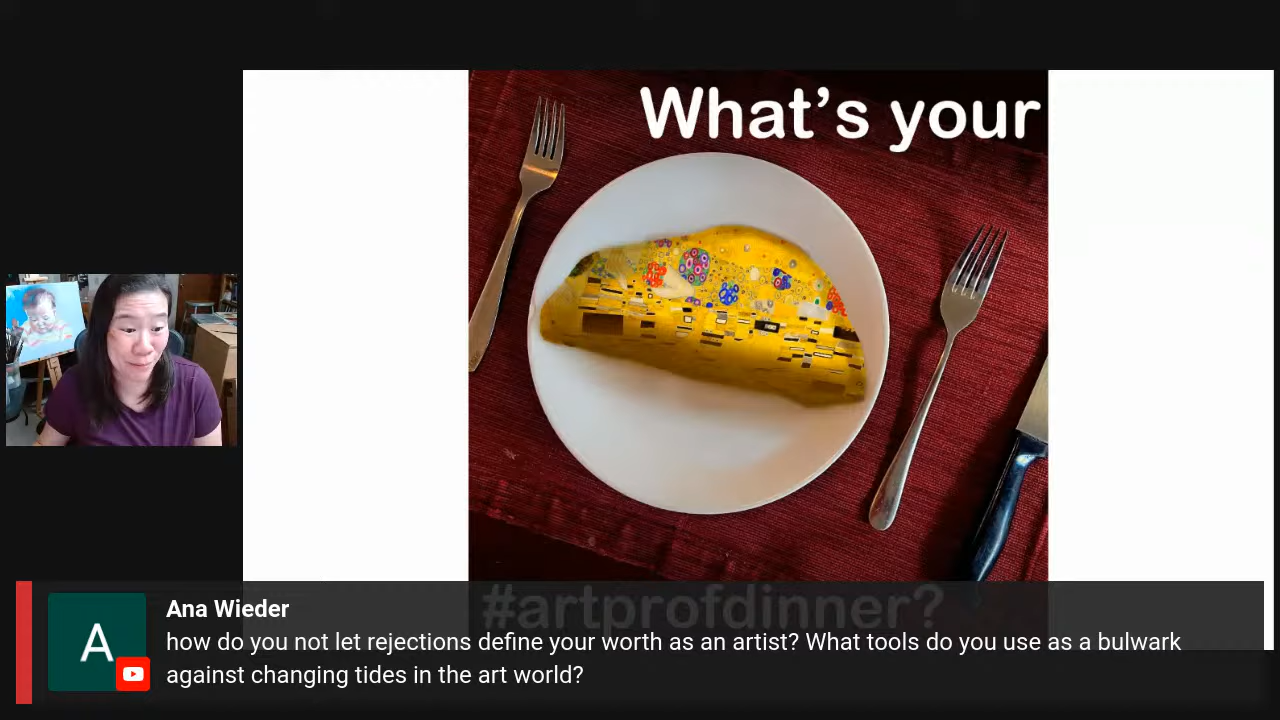 What's your
#artprofdinner?
A
Ana Wieder
how do you not let rejections define your worth as an artist? What tools do you use as a bulwark
against changing tides in the art world?